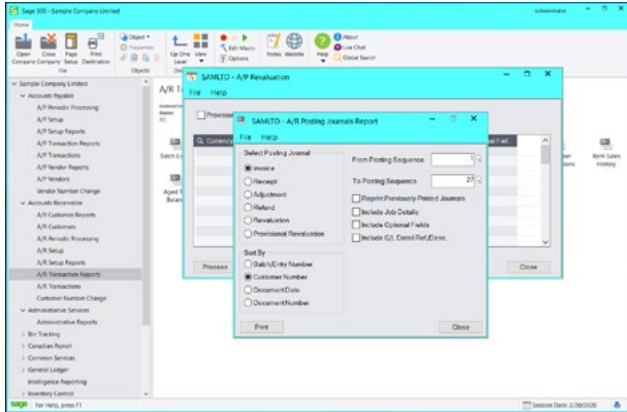 Sage 300 - Sample Company Limited
Administrator
Home
Open Company
Close Company
Page Setup
Print Destination
File
Object
Properties
Objects
Up One Level
View
Edit Macro
Options
Notes
Website
Help
About
Live Chat
Global Search
Sample Company Limited
Accounts Payable
A/P Periodic Processing
A/P Setup
A/P Setup Reports
A/P Transaction Reports
A/P Transactions
A/P Vendor Reports
A/P Vendors
Vendor Number Change
Accounts Receivable
A/R Customer Reports
A/R Customers
A/R Periodic Processing
A/R Setup
A/R Setup Reports
A/R Transaction Reports
A/R Transactions
Customer Number Change
Administrative Services
Administrative Reports
Bin Tracking
Canadian Payroll
Common Services
General Ledger
Intelligence Reporting
Inventory Control
SAMLTD - A/P Revaluation
File Help
Currency
Process
Close
SAMLTD - A/R Posting Journals Report
File Help
Select Posting Journal
Invoice
Receipt
Adjustment
Refund
Revaluation
Provisional Revaluation
From Posting Sequence 1
To Posting Sequence 27
Reprint Previously Printed Journals
Include Job Details
Include Optional Fields
Include G/L Detail Ref./Desc.
Sort By
Batch/Entry Number
Customer Number
Document Date
Document Number
Print
Close
Item Sales History
sage
For Help, press F1
Session Date: 2/28/2020